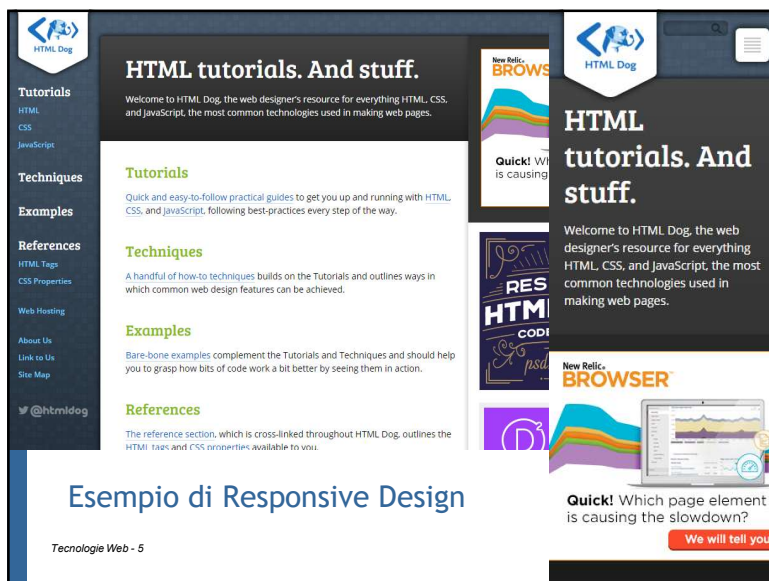 HTML Dog
Tutorials
HTML
CSS
JavaScript
Techniques
Examples
References
HTML Tags
CSS Properties
Web Hosting
About Us
Link to Us
Site Map
@htmldog
HTML tutorials. And stuff.
Welcome to HTML Dog, the web designer's resource for everything HTML, CSS,
and JavaScript, the most common technologies used in making web pages.
Tutorials
Quick and easy-to-follow practical guides to get you up and running with HTML,
CSS, and JavaScript, following best-practices every step of the way.
Techniques
A handful of how-to techniques builds on the Tutorials and outlines ways in
which common web design features can be achieved.
Examples
Bare-bone examples complement the Tutorials and Techniques and should help
you to grasp how bits of code work a bit better by seeing them in action.
References
The reference section, which is cross-linked throughout HTML Dog, outlines the
HTML tags and CSS properties available to you.
New Relic.
BROWS
Quick! Wh
is causing
RES
HTM
CODE
psd
D
HTML Dog
HTML
tutorials. And
stuff.
Welcome to HTML Dog, the web
designer's resource for everything
HTML, CSS, and JavaScript, the most
common technologies used in
making web pages.
New Relic.
BROWSER
Quick! Which page element
is causing the slowdown?
We will tell you
Esempio di Responsive Design
Tecnologie Web - 5